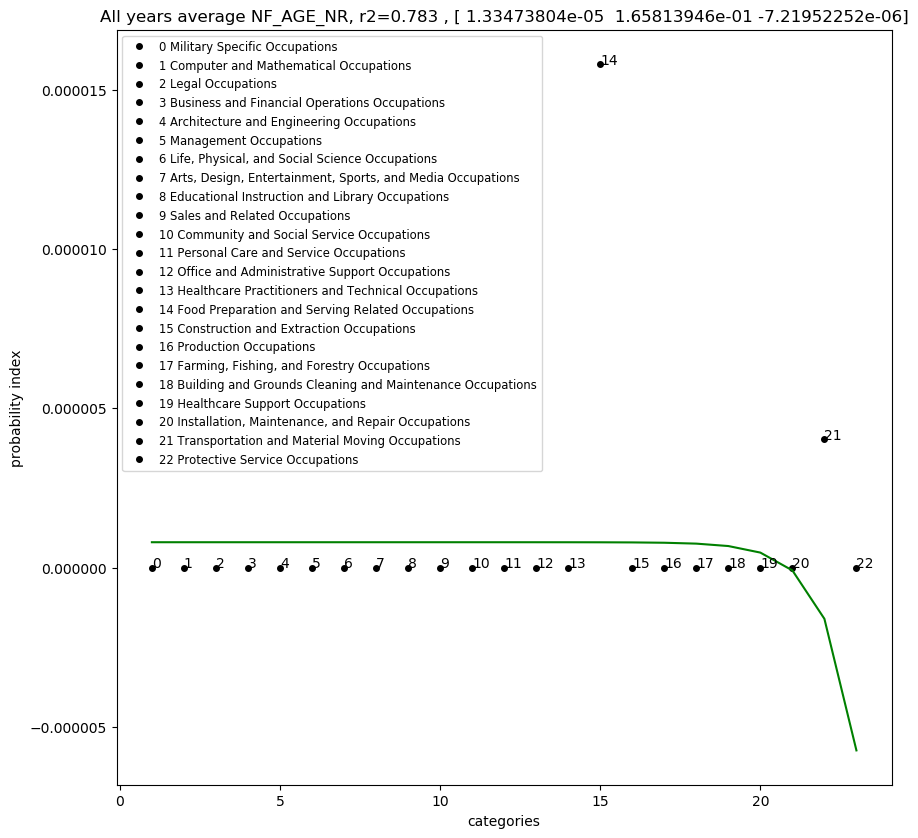 All years average NF_AGE_NR, r2=0.783 , [ 1.33473804e-05  1.65813946e-01 -7.21952252e-06]
0 Military Specific Occupations
1 Computer and Mathematical Occupations
2 Legal Occupations
3 Business and Financial Operations Occupations
4 Architecture and Engineering Occupations
5 Management Occupations
6 Life, Physical, and Social Science Occupations
7 Arts, Design, Entertainment, Sports, and Media Occupations
8 Educational Instruction and Library Occupations
9 Sales and Related Occupations
10 Community and Social Service Occupations
11 Personal Care and Service Occupations
12 Office and Administrative Support Occupations
13 Healthcare Practitioners and Technical Occupations
14 Food Preparation and Serving Related Occupations
15 Construction and Extraction Occupations
16 Production Occupations
17 Farming, Fishing, and Forestry Occupations
18 Building and Grounds Cleaning and Maintenance Occupations
19 Healthcare Support Occupations
20 Installation, Maintenance, and Repair Occupations
21 Transportation and Material Moving Occupations
22 Protective Service Occupations
14
21
0 1 2 3 4 5 6 7 8 9 10 11 12 13 15 16 17 18 19 20 22
probability index
0.000015
0.000010
0.000005
0.000000
−0.000005
0 5 10 15 20
categories